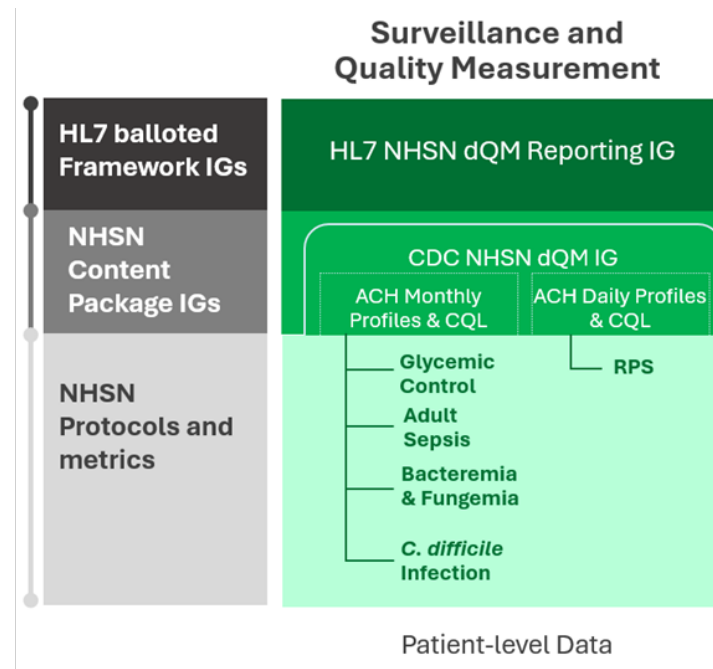 Surveillance and
Quality Measurement
HL7 balloted
Framework IGs
HL7 NHSN dQM Reporting IG
NHSN
Content
Package IGs
CDC NHSN dQM IG
ACH Monthly
Profiles & CQL
ACH Daily Profiles
& CQL
NHSN
Protocols and
metrics
Glycemic
Control
Adult
Sepsis
Bacteremia
& Fungemia
C. difficile
Infection
RPS
Patient-level Data